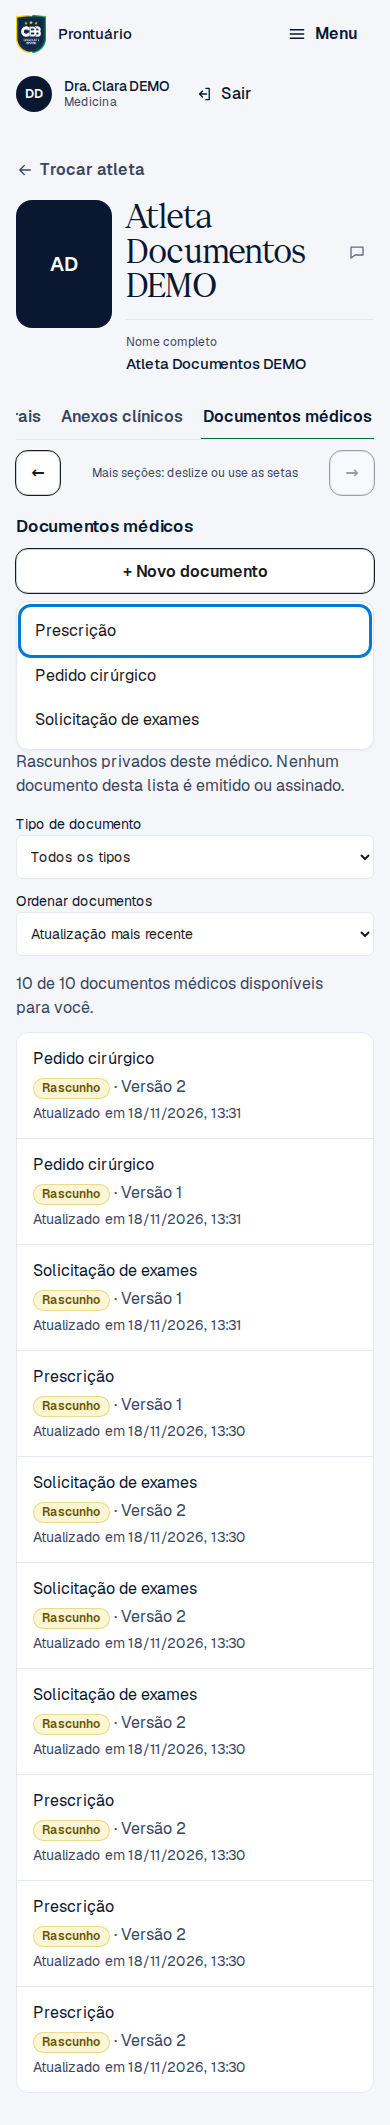 CBB
Prontuário
Menu
DD
Dra. Clara DEMO
Medicina
Sair
← Trocar atleta
AD
Atleta
Documentos
DEMO
Nome completo
Atleta Documentos DEMO
rais Anexos clínicos Documentos médicos
← Mais seções: deslize ou use as setas →
Documentos médicos
+ Novo documento
Prescrição
Pedido cirúrgico
Solicitação de exames
Rascunhos privados deste médico. Nenhum
documento desta lista é emitido ou assinado.
Tipo de documento
Todos os tipos
Ordenar documentos
Atualização mais recente
10 de 10 documentos médicos disponíveis
para você.
Pedido cirúrgico
Rascunho · Versão 2
Atualizado em 18/11/2026, 13:31
Pedido cirúrgico
Rascunho · Versão 1
Atualizado em 18/11/2026, 13:31
Solicitação de exames
Rascunho · Versão 1
Atualizado em 18/11/2026, 13:31
Prescrição
Rascunho · Versão 1
Atualizado em 18/11/2026, 13:30
Solicitação de exames
Rascunho · Versão 2
Atualizado em 18/11/2026, 13:30
Solicitação de exames
Rascunho · Versão 2
Atualizado em 18/11/2026, 13:30
Solicitação de exames
Rascunho · Versão 2
Atualizado em 18/11/2026, 13:30
Prescrição
Rascunho · Versão 2
Atualizado em 18/11/2026, 13:30
Prescrição
Rascunho · Versão 2
Atualizado em 18/11/2026, 13:30
Prescrição
Rascunho · Versão 2
Atualizado em 18/11/2026, 13:30